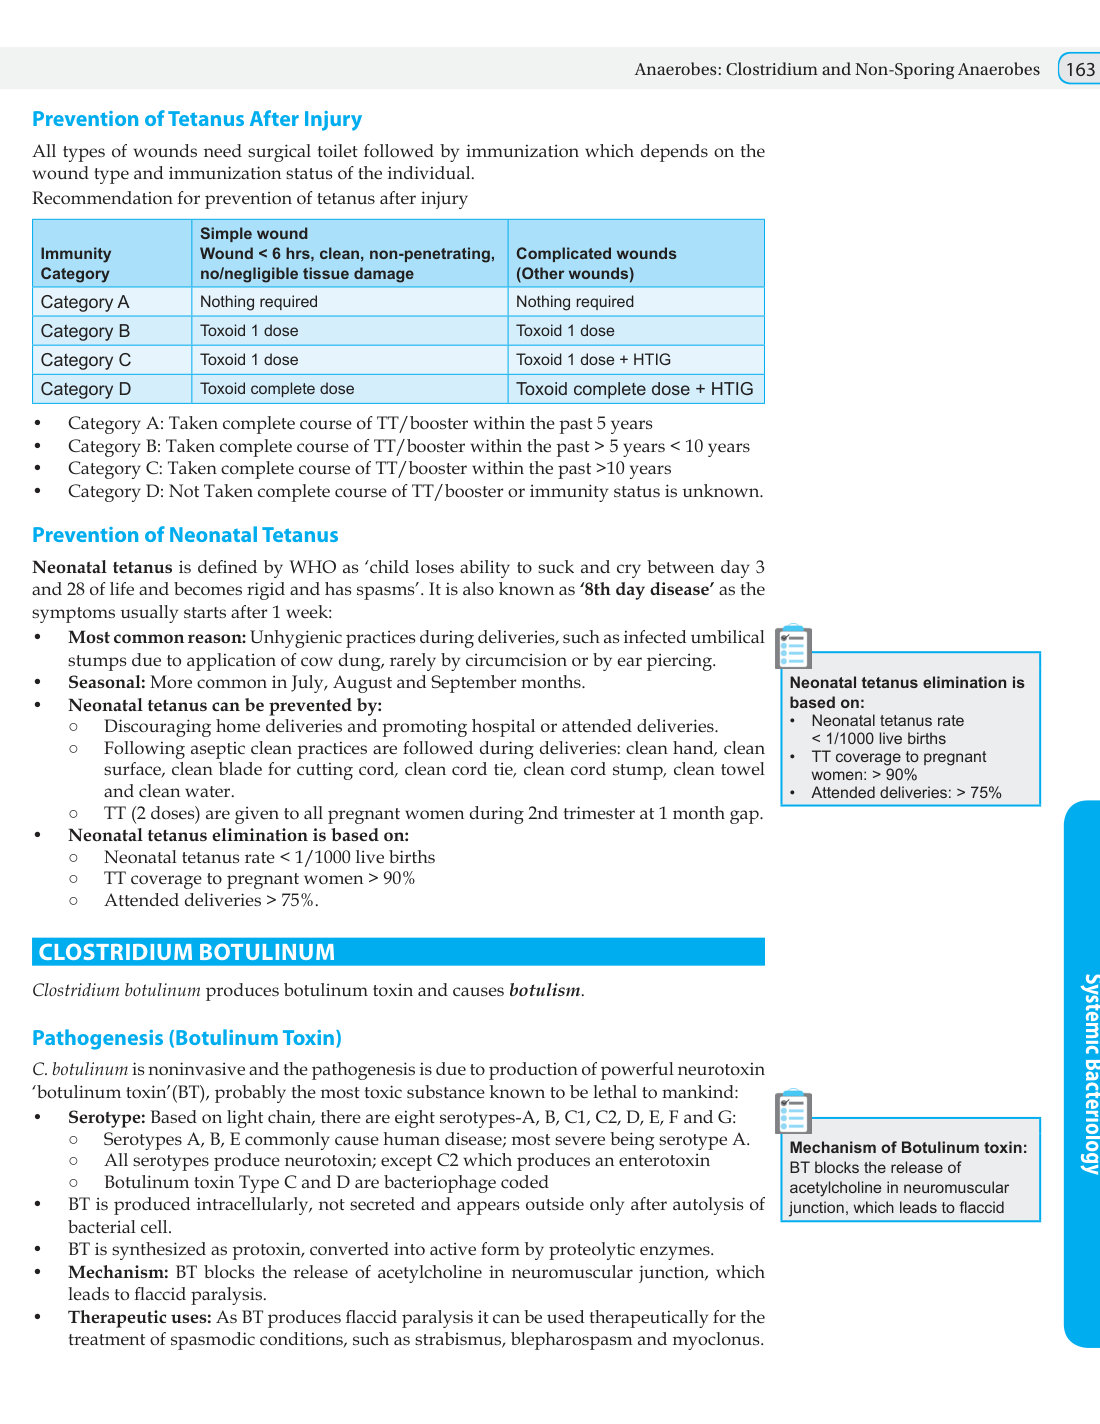 Anaerobes: Clostridium and Non-Sporing Anaerobes 163
Prevention of Tetanus After Injury
All types of wounds need surgical toilet followed by immunization which depends on the
wound type and immunization status of the individual.
Recommendation for prevention of tetanus after injury
Immunity
Category
Simple wound
Wound < 6 hrs, clean, non-penetrating,
no/negligible tissue damage
Complicated wounds
(Other wounds)
Category A Nothing required Nothing required
Category B Toxoid 1 dose Toxoid 1 dose
Category C Toxoid 1 dose Toxoid 1 dose + HTIG
Category D Toxoid complete dose Toxoid complete dose + HTIG
• Category A: Taken complete course of TT/booster within the past 5 years
• Category B: Taken complete course of TT/booster within the past > 5 years < 10 years
• Category C: Taken complete course of TT/booster within the past >10 years
• Category D: Not Taken complete course of TT/booster or immunity status is unknown.
Prevention of Neonatal Tetanus
Neonatal tetanus is defined by WHO as ‘child loses ability to suck and cry between day 3
and 28 of life and becomes rigid and has spasms’. It is also known as ‘8th day disease’ as the
symptoms usually starts after 1 week:
• Most common reason: Unhygienic practices during deliveries, such as infected umbilical
stumps due to application of cow dung, rarely by circumcision or by ear piercing.
• Seasonal: More common in July, August and September months.
• Neonatal tetanus can be prevented by:
○ Discouraging home deliveries and promoting hospital or attended deliveries.
○ Following aseptic clean practices are followed during deliveries: clean hand, clean
surface, clean blade for cutting cord, clean cord tie, clean cord stump, clean towel
and clean water.
○ TT (2 doses) are given to all pregnant women during 2nd trimester at 1 month gap.
• Neonatal tetanus elimination is based on:
○ Neonatal tetanus rate < 1/1000 live births
○ TT coverage to pregnant women > 90%
○ Attended deliveries > 75%.
Neonatal tetanus elimination is
based on:
• Neonatal tetanus rate
< 1/1000 live births
• TT coverage to pregnant
women: > 90%
• Attended deliveries: > 75%
CLOSTRIDIUM BOTULINUM
Clostridium botulinum produces botulinum toxin and causes botulism.
Pathogenesis (Botulinum Toxin)
C. botulinum is noninvasive and the pathogenesis is due to production of powerful neurotoxin
‘botulinum toxin’(BT), probably the most toxic substance known to be lethal to mankind:
• Serotype: Based on light chain, there are eight serotypes-A, B, C1, C2, D, E, F and G:
○ Serotypes A, B, E commonly cause human disease; most severe being serotype A.
○ All serotypes produce neurotoxin; except C2 which produces an enterotoxin
○ Botulinum toxin Type C and D are bacteriophage coded
• BT is produced intracellularly, not secreted and appears outside only after autolysis of
bacterial cell.
• BT is synthesized as protoxin, converted into active form by proteolytic enzymes.
• Mechanism: BT blocks the release of acetylcholine in neuromuscular junction, which
leads to flaccid paralysis.
• Therapeutic uses: As BT produces flaccid paralysis it can be used therapeutically for the
treatment of spasmodic conditions, such as strabismus, blepharospasm and myoclonus.
Mechanism of Botulinum toxin:
BT blocks the release of
acetylcholine in neuromuscular
junction, which leads to flaccid
Systemic Bacteriology